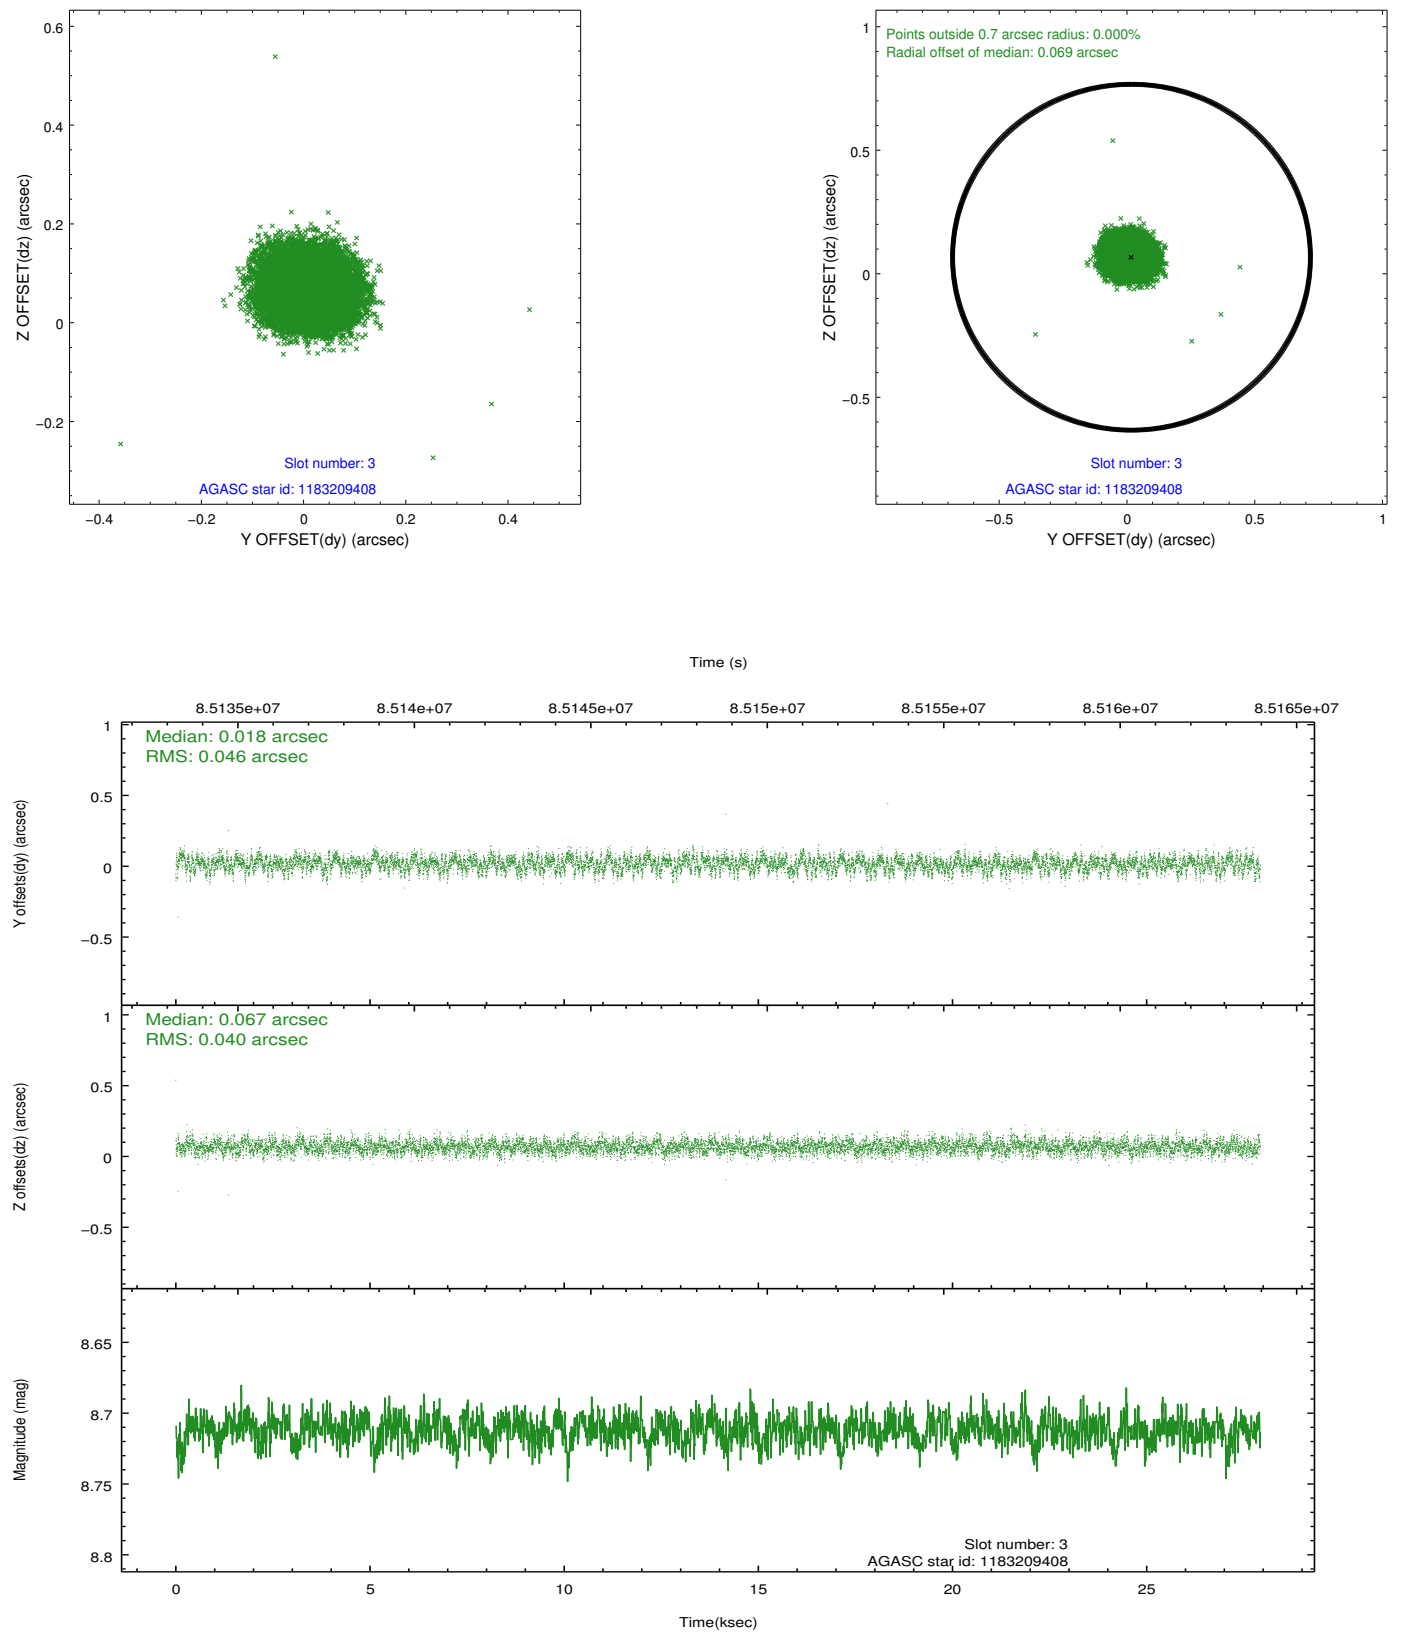 0.6
0.4
0.2
0
−0.2
Z OFFSET(dz) (arcsec)
Slot number: 3
AGASC star id: 1183209408
−0.4
−0.2
0
0.2
0.4
Y OFFSET(dy) (arcsec)
Points outside 0.7 arcsec radius: 0.000%
Radial offset of median: 0.069 arcsec
1
0.5
0
−0.5
Z OFFSET(dz) (arcsec)
Slot number: 3
AGASC star id: 1183209408
−0.5
0
0.5
1
Y OFFSET(dy) (arcsec)
Time (s)
8.5135e+07
8.514e+07
8.5145e+07
8.515e+07
8.5155e+07
8.516e+07
8.5165e+07
Median: 0.018 arcsec
RMS: 0.046 arcsec
1
0.5
0
−0.5
Y offsets(dy) (arcsec)
Median: 0.067 arcsec
RMS: 0.040 arcsec
1
0.5
0
−0.5
Z offsets(dz) (arcsec)
8.65
8.7
8.75
8.8
Magnitude (mag)
Slot number: 3
AGASC star id: 1183209408
0
5
10
15
20
25
Time(ksec)